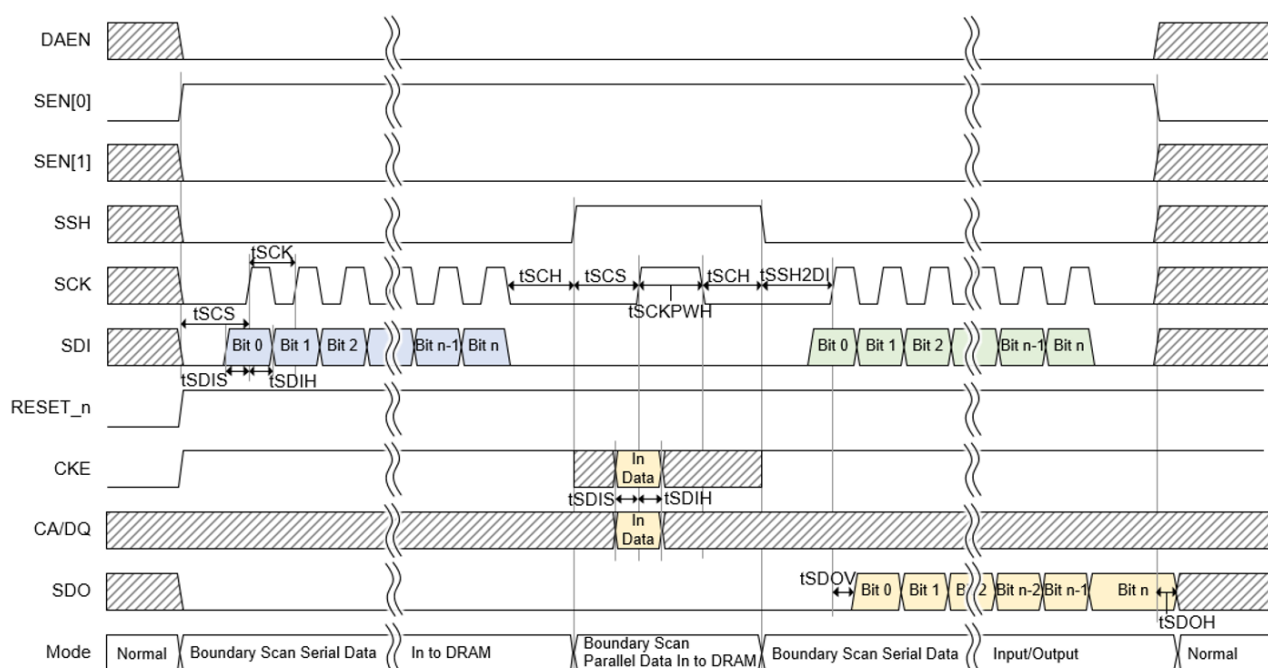 DAEN
SEN[0]
SEN[1]
SSH
tSCK
SCK
tSCH
tSCS
tSCH
tSSH2DI
tSCKPWH
tSCS
SDI
Bit 0
Bit 1
Bit 2
Bit n-1
Bit n
Bit 0
Bit 1
Bit 2
Bit n-1
Bit n
tSDIS
tSDIH
RESET_n
CKE
In
Data
tSDIS
tSDIH
CA/DQ
In
Data
tSDOV
SDO
Bit 0
Bit 1
Bit n-2
Bit n-1
Bit n
tSDOH
Mode
Normal
Boundary Scan Serial Data
In to DRAM
Boundary Scan
Parallel Data In to DRAM
Boundary Scan Serial Data
Input/Output
Normal